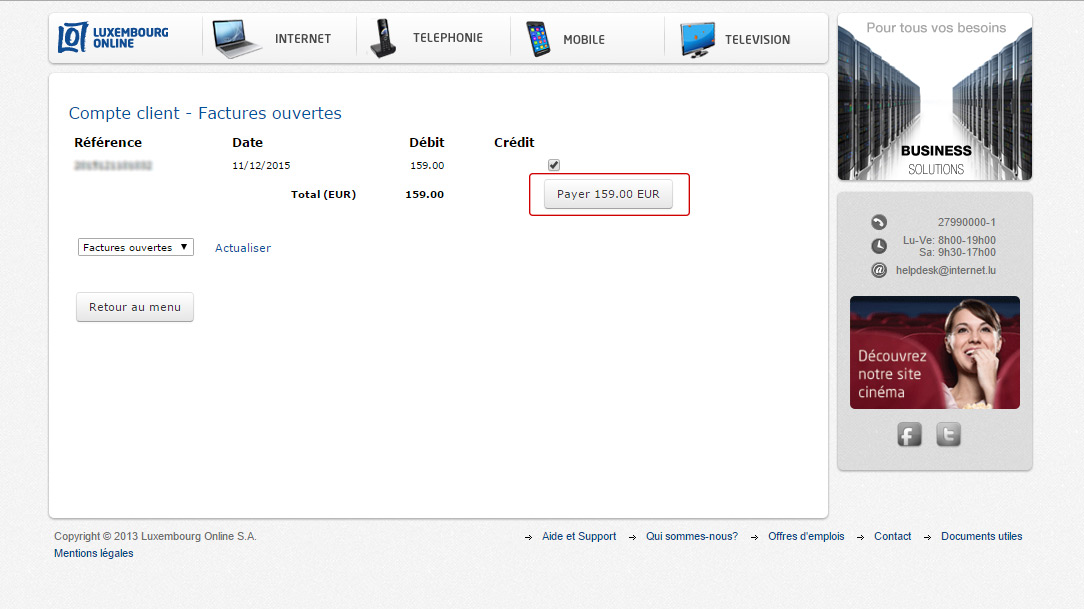 LUXEMBOURG
ONLINE
INTERNET
TELEPHONIE
MOBILE
TELEVISION
Pour tous vos besoins
BUSINESS
SOLUTIONS
Compte client - Factures ouvertes
Référence Date Débit Crédit
11/12/2015 159.00
Total (EUR) 159.00 Payer 159.00 EUR
Factures ouvertes ▼ Actualiser
Retour au menu
27990000-1
Lu-Ve: 8h00-19h00
Sa: 9h30-17h00
helpdesk@internet.lu
Découvrez
notre site
cinéma
Copyright © 2013 Luxembourg Online S.A.
Mentions légales
Aide et Support Qui sommes-nous? Offres d'emplois Contact Documents utiles